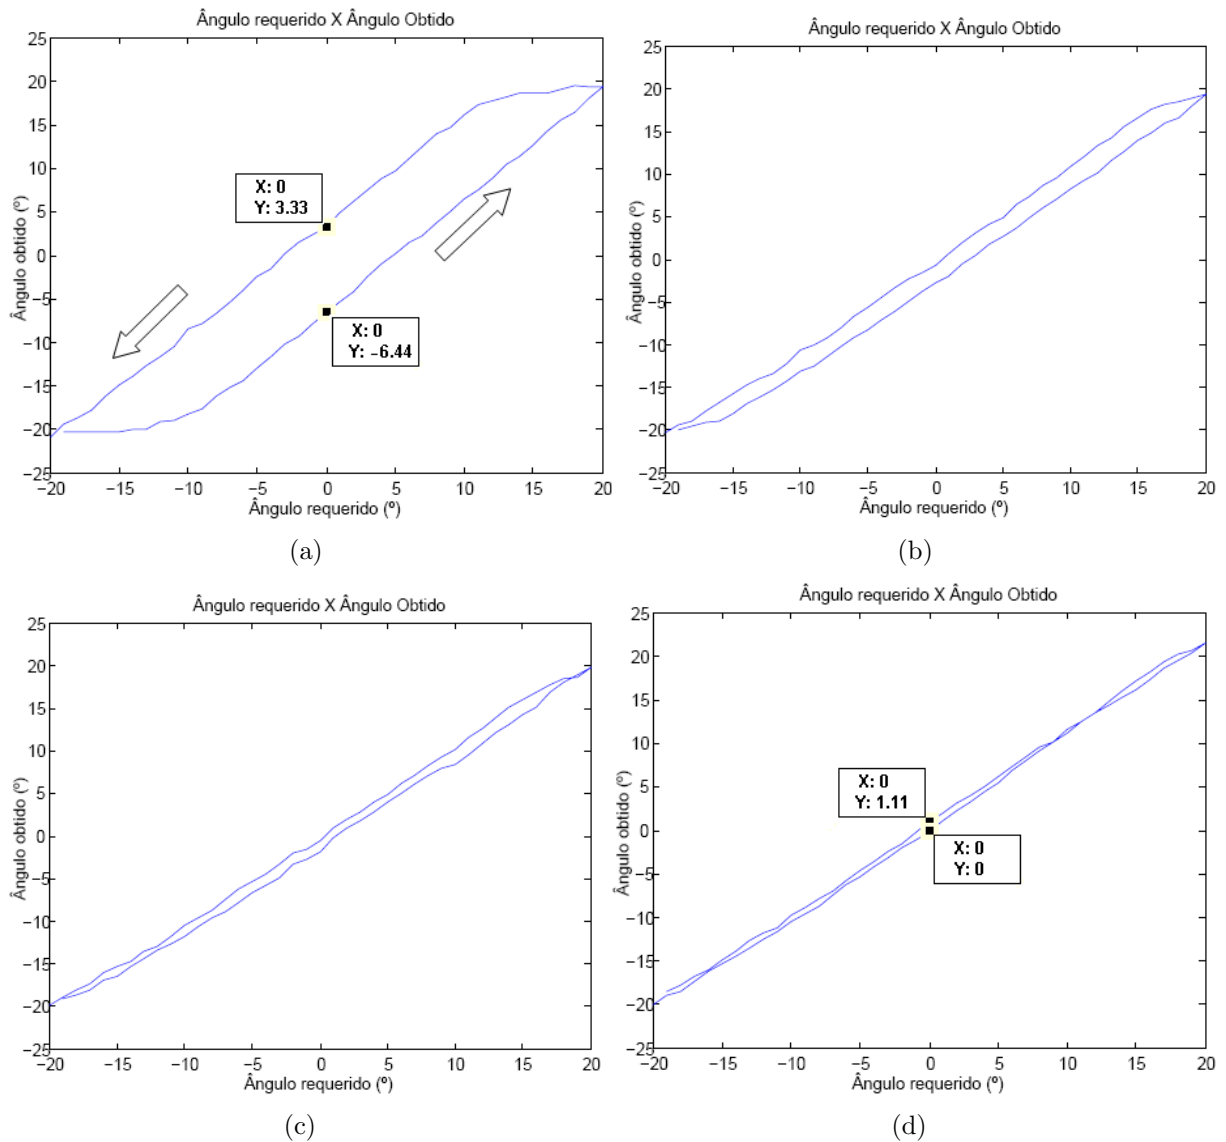 Ângulo requerido X Ângulo Obtido
25
20
15
10
5
0
−5
−10
−15
−20
−25
Ângulo obtido (º)
X: 0
Y: 3.33
X: 0
Y: −6.44
−20 −15 −10 −5 0 5 10 15 20
Ângulo requerido (º)
(a)
Ângulo requerido X Ângulo Obtido
25
20
15
10
5
0
−5
−10
−15
−20
−25
Ângulo obtido (º)
−20 −15 −10 −5 0 5 10 15 20
Ângulo requerido (º)
(b)
Ângulo requerido X Ângulo Obtido
25
20
15
10
5
0
−5
−10
−15
−20
−25
Ângulo obtido (º)
−20 −15 −10 −5 0 5 10 15 20
Ângulo requerido (º)
(c)
Ângulo requerido X Ângulo Obtido
25
20
15
10
5
0
−5
−10
−15
−20
−25
Ângulo obtido (º)
X: 0
Y: 1.11
X: 0
Y: 0
−20 −15 −10 −5 0 5 10 15 20
Ângulo requerido (º)
(d)